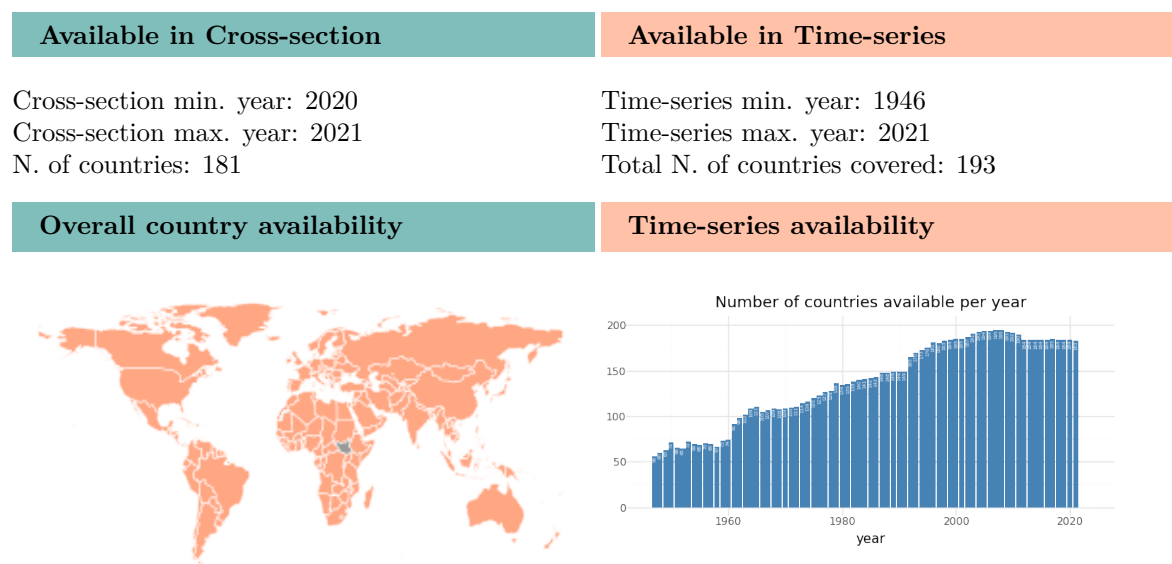 Available in Cross-section
Available in Time-series
Cross-section min. year: 2020
Cross-section max. year: 2021
N. of countries: 181
Time-series min. year: 1946
Time-series max. year: 2021
Total N. of countries covered: 193
Overall country availability
Time-series availability
Number of countries available per year
200
150
100
50
0
1960 1980 2000 2020
year